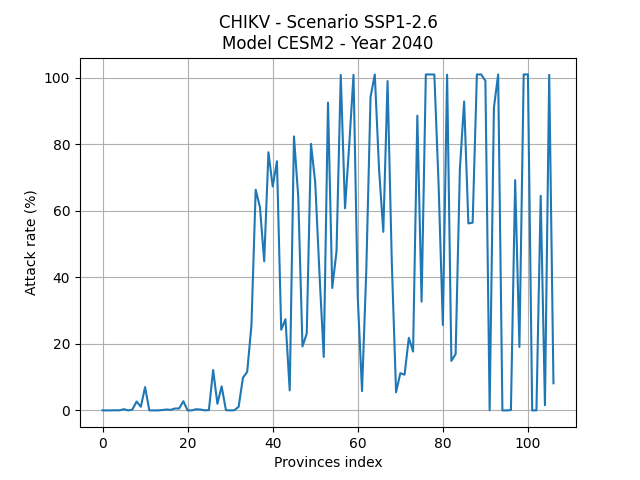 CHIKV - Scenario SSP1-2.6
Model CESM2 - Year 2040
Attack rate (%)
100
80
60
40
20
0
0 20 40 60 80 100
Provinces index